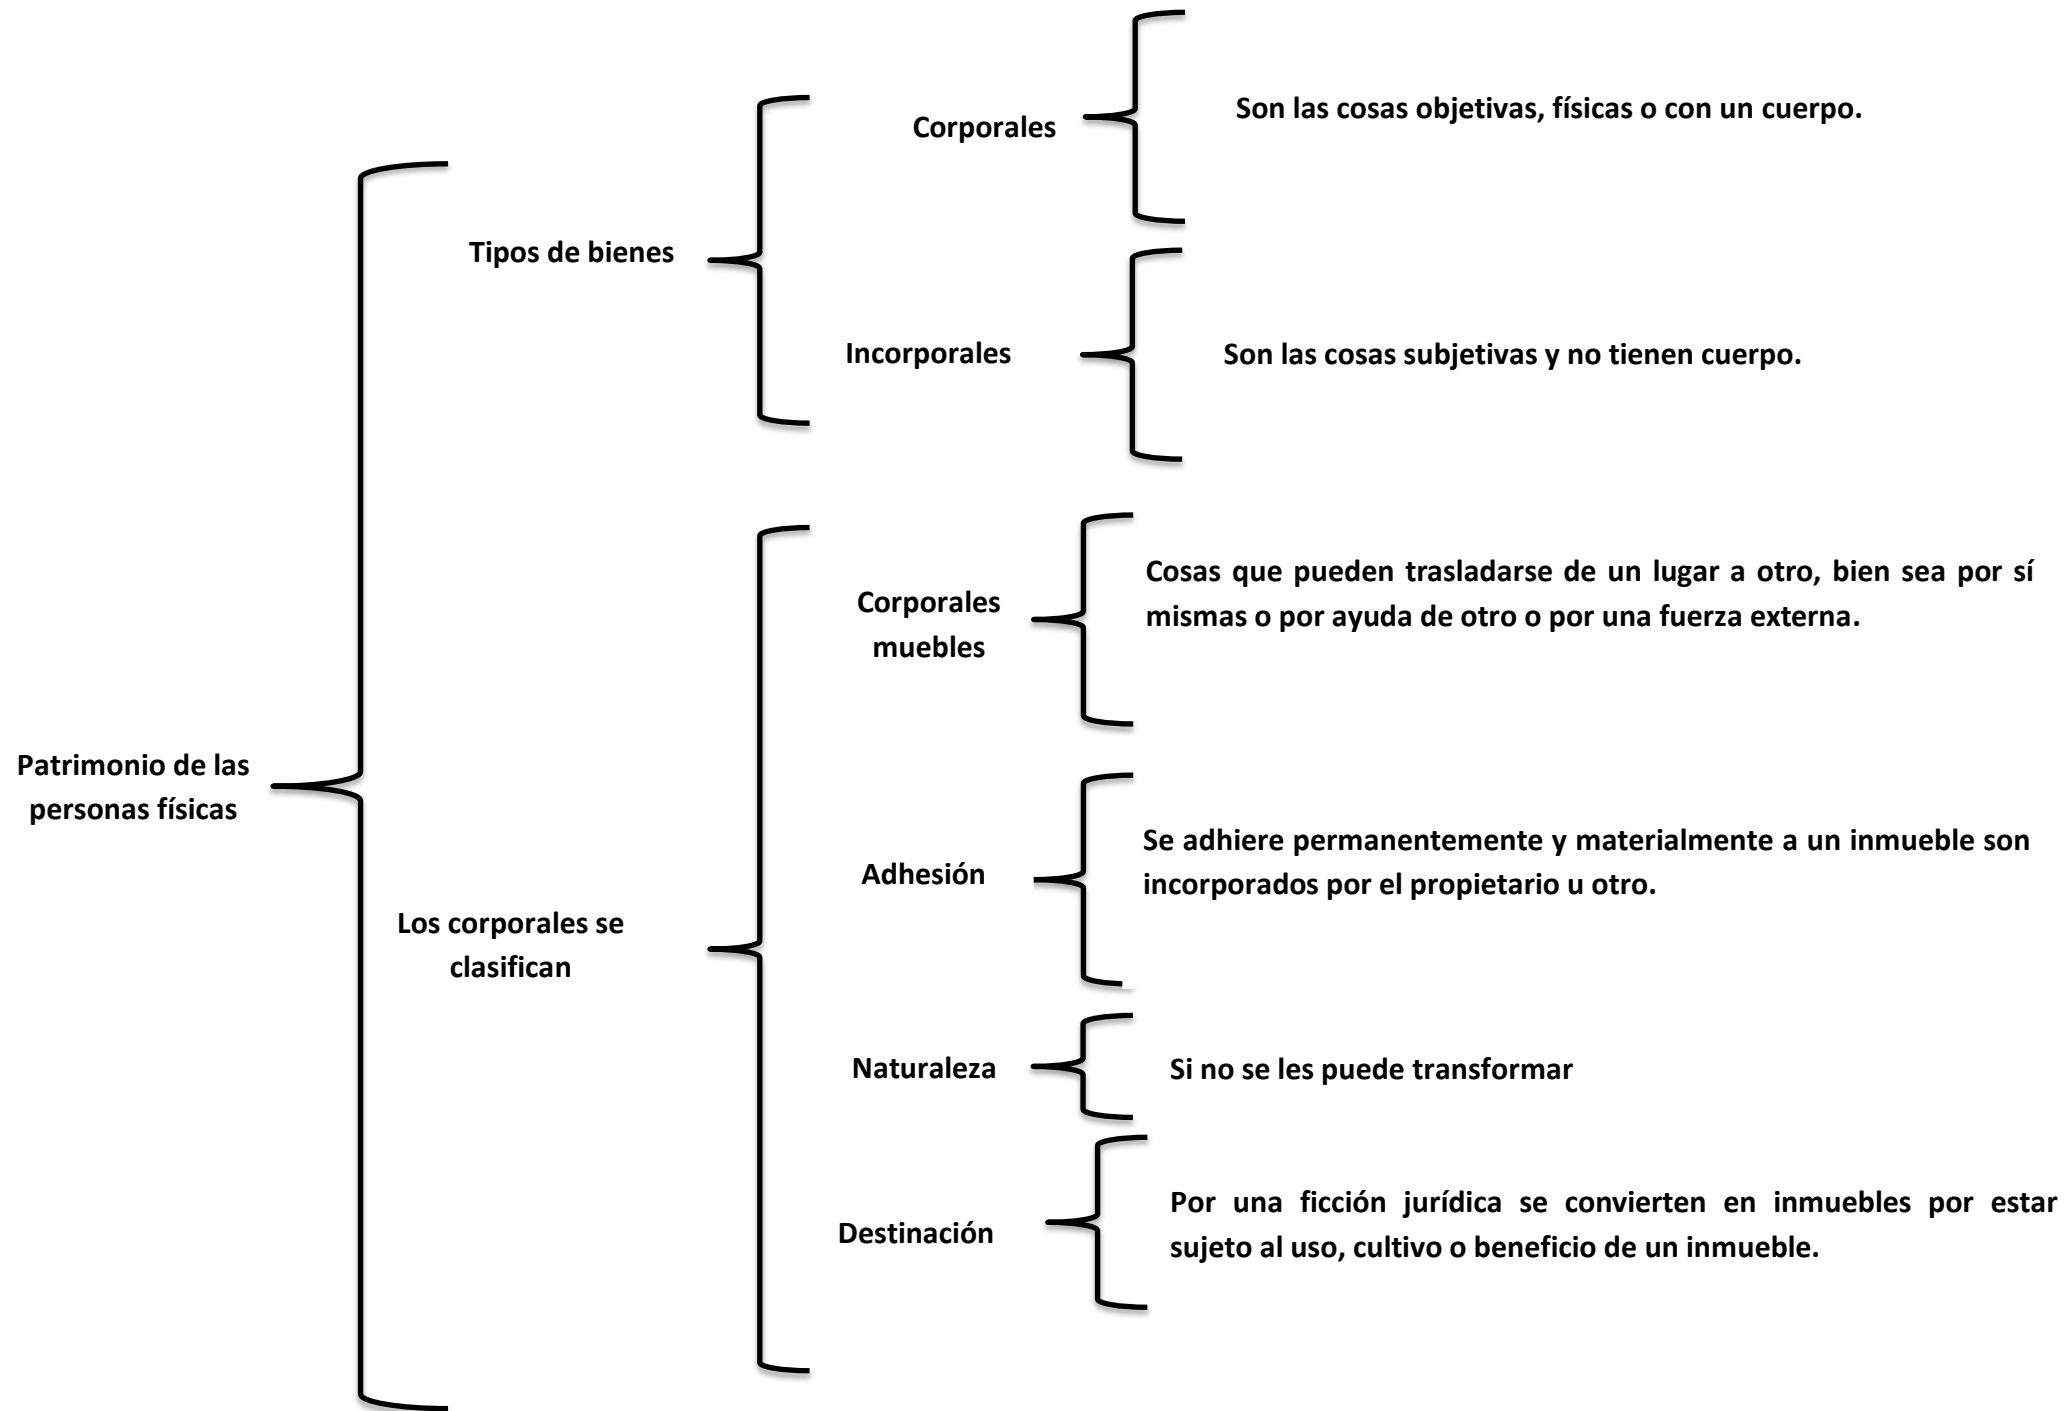 Patrimonio de las
personas físicas
Tipos de bienes
Corporales
Son las cosas objetivas, físicas o con un cuerpo.
Incorporales
Son las cosas subjetivas y no tienen cuerpo.
Los corporales se
clasifican
Corporales
muebles
Cosas que pueden trasladarse de un lugar a otro, bien sea por sí
mismas o por ayuda de otro o por una fuerza externa.
Adhesión
Se adhiere permanentemente y materialmente a un inmueble son
incorporados por el propietario u otro.
Naturaleza
Si no se les puede transformar
Destinación
Por una ficción jurídica se convierten en inmuebles por estar
sujeto al uso, cultivo o beneficio de un inmueble.